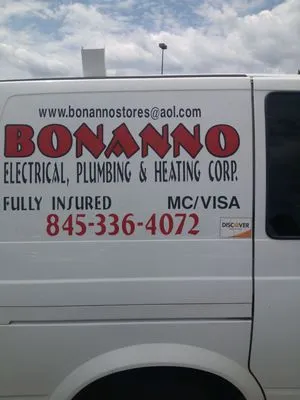 www.bonannostores@aol.com
BONANNO
ELECTRICAL, PLUMBING & HEATING CORP.
FULLY INSURED MC/VISA
845-336-4072
DISCOVER